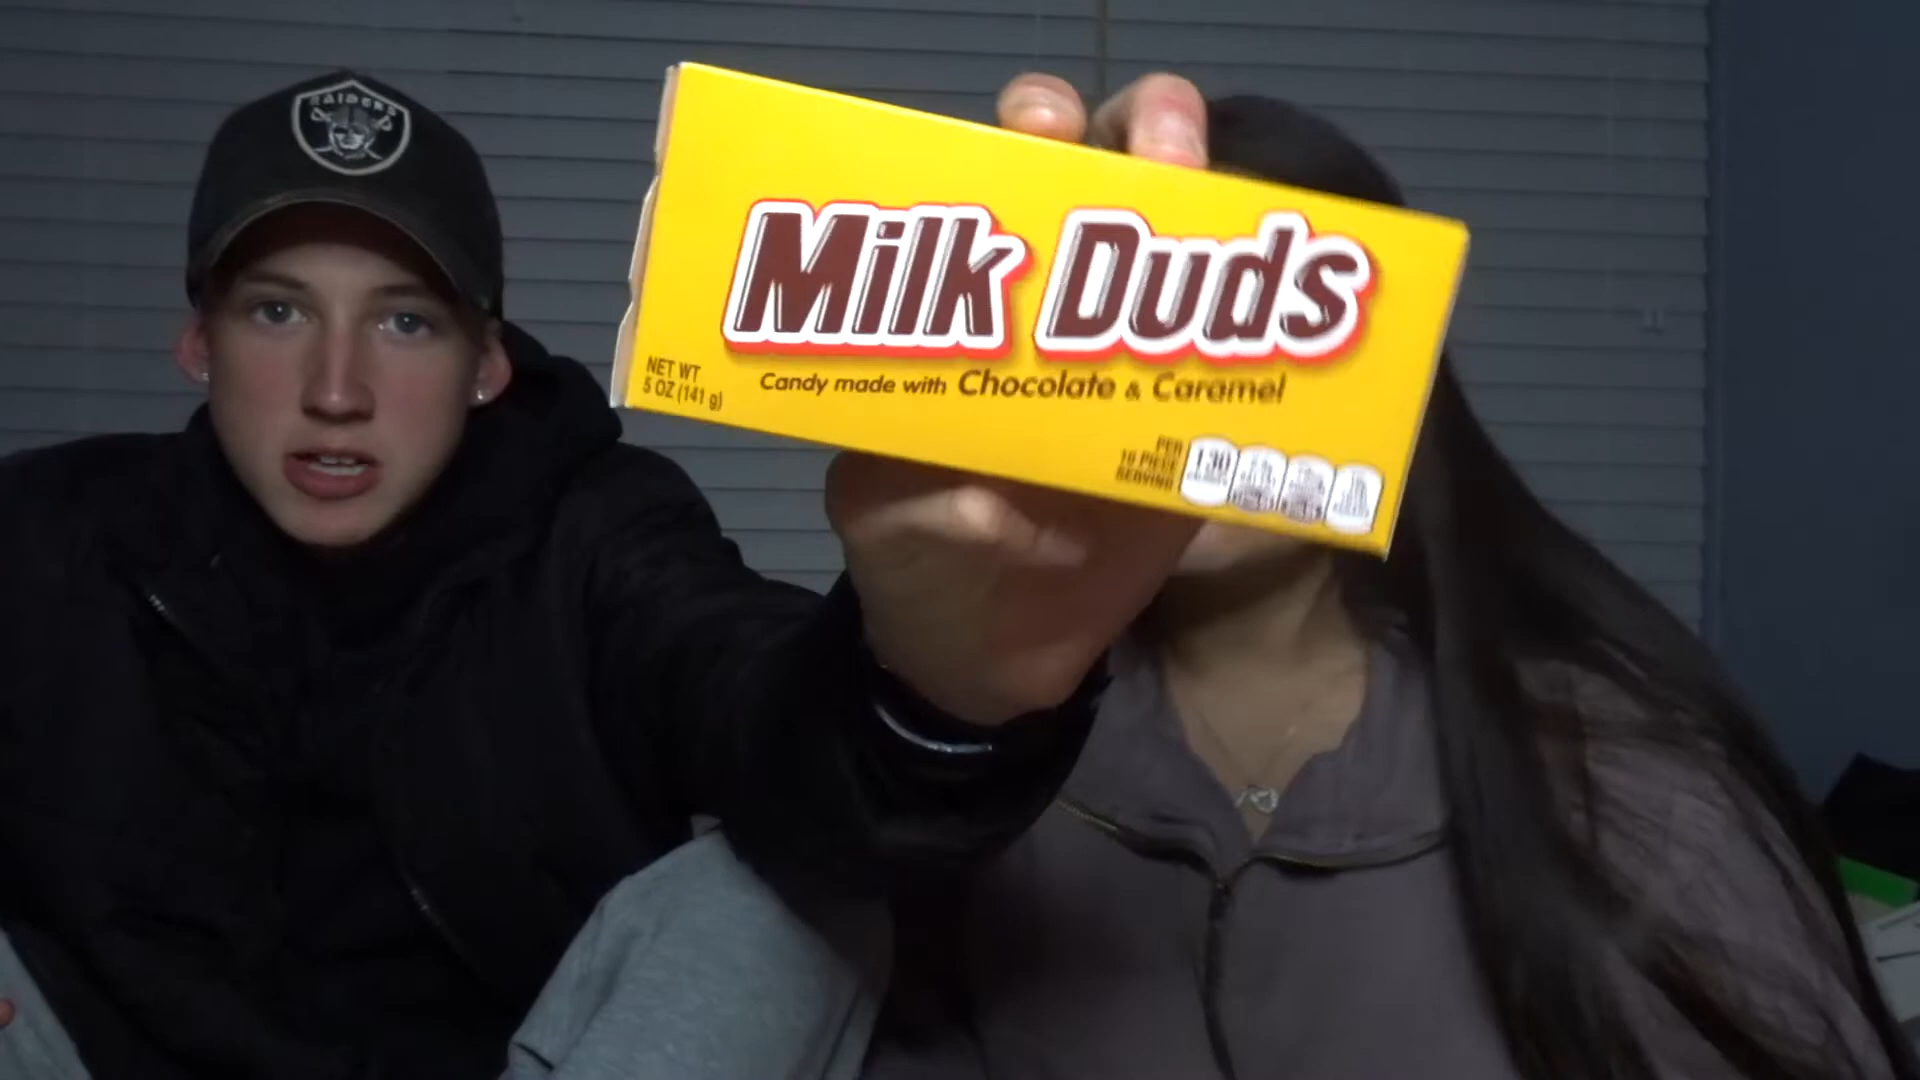 RAIDERS
Milk Duds
Candy made with Chocolate & Caramel
NET WT
5 OZ (141 g)
PER
10 PIECE
SERVING
130